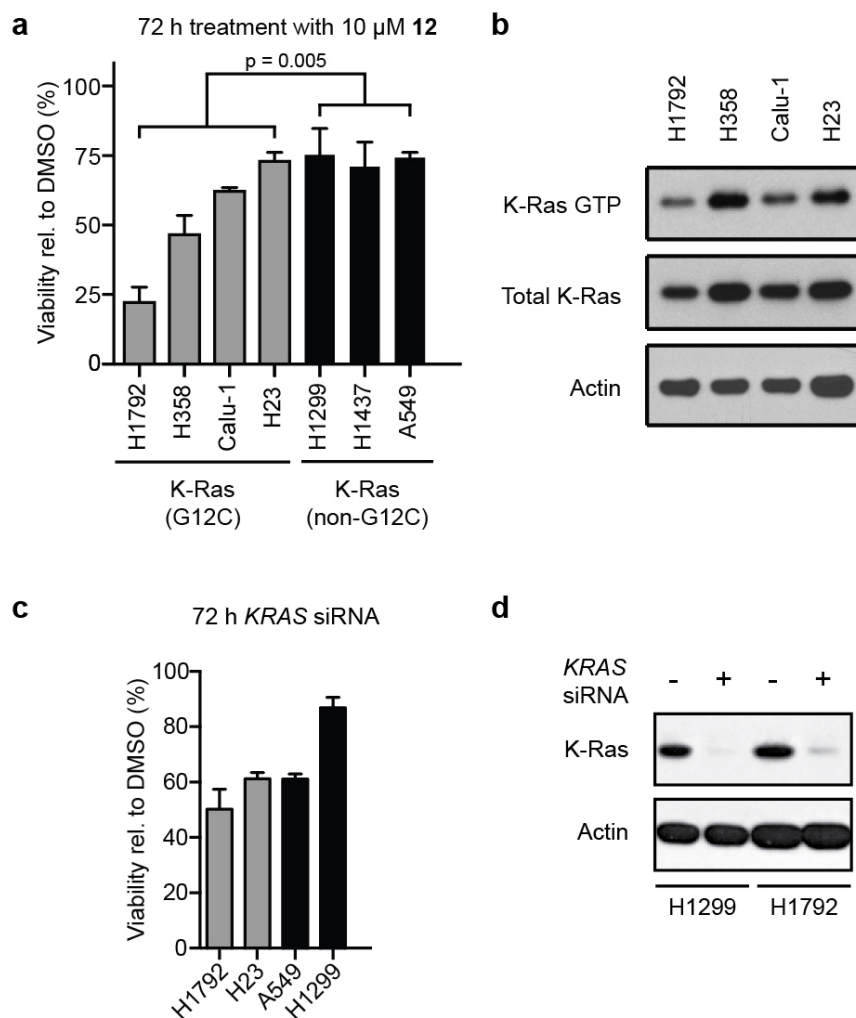 a
72 h treatment with 10 µM 12
p = 0.005
Viability rel. to DMSO (%)
100
75
50
25
0
H1792
H358
Calu-1
H23
H1299
H1437
A549
K-Ras
(G12C)
K-Ras
(non-G12C)
b
H1792
H358
Calu-1
H23
K-Ras GTP
Total K-Ras
Actin
c
72 h KRAS siRNA
Viability rel. to DMSO (%)
100
80
60
40
20
0
H1792
H23
A549
H1299
d
KRAS
siRNA
- + - +
K-Ras
Actin
H1299
H1792